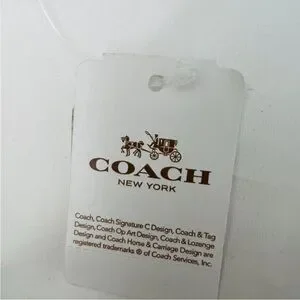 COACH
NEW YORK
Coach, Coach Signature C Design, Coach & Tag
Design, Coach Op Art Design, Coach & Lozenge
Design and Coach Horse & Carriage Design are
registered trademarks ® of Coach Services, Inc.